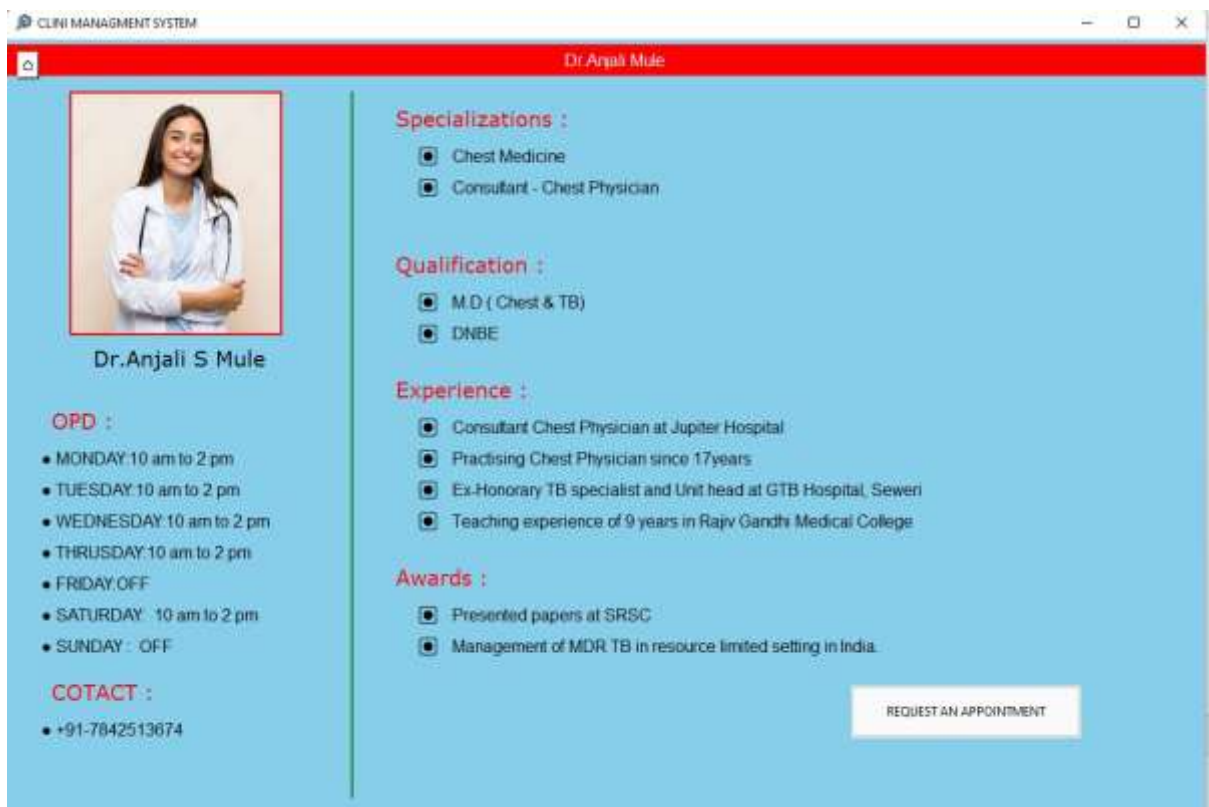 CLINI MANAGMENT SYSTEM
Dr.Anjali Mule
Dr.Anjali S Mule
OPD :
● MONDAY:10 am to 2 pm
● TUESDAY:10 am to 2 pm
● WEDNESDAY:10 am to 2 pm
● THRUSDAY:10 am to 2 pm
● FRIDAY:OFF
● SATURDAY: 10 am to 2 pm
● SUNDAY : OFF
COTACT :
● +91-7842513674
Specializations :
Chest Medicine
Consultant - Chest Physician
Qualification :
M.D ( Chest & TB)
DNBE
Experience :
Consultant Chest Physician at Jupiter Hospital
Practising Chest Physician since 17years
Ex-Honorary TB specialist and Unit head at GTB Hospital, Seweri
Teaching experience of 9 years in Rajiv Gandhi Medical College
Awards :
Presented papers at SRSC
Management of MDR TB in resource limited setting in India.
REQUEST AN APPOINTMENT